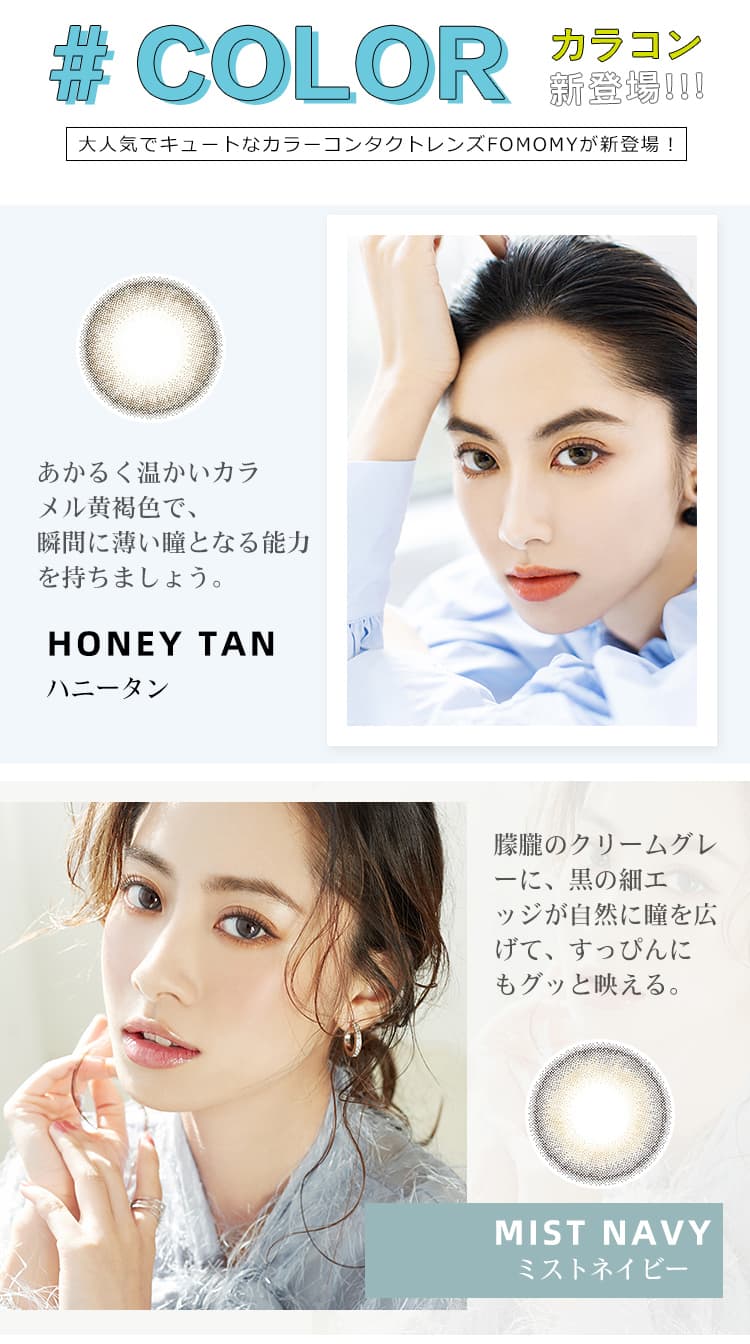 # COLOR
カラコン
新登場!!!
大人気でキュートなカラーコンタクトレンズFOMOMYが新登場！
あかるく温かいカラ
メル黄褐色で、
瞬間に薄い瞳となる能力
を持ちましょう。
HONEY TAN
ハニータン
朦朧のクリームグレ
ーに、黒の細エ
ッジが自然に瞳を広
げて、すっぴんに
もグッと映える。
MIST NAVY
ミストネイビー